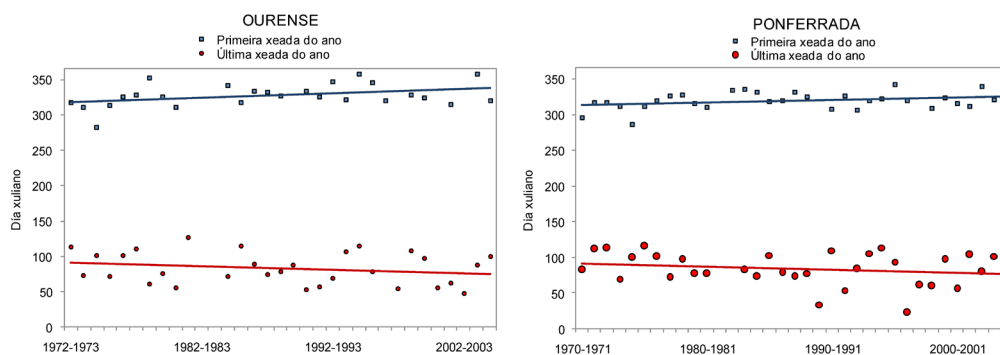 OURENSE
Primeira xeada do ano
Última xeada do ano
Día xuliano
350
300
250
200
150
100
50
0
1972-1973 1982-1983 1992-1993 2002-2003
PONFERRADA
Primeira xeada do ano
Última xeada do ano
Día xuliano
350
300
250
200
150
100
50
0
1970-1971 1980-1981 1990-1991 2000-2001